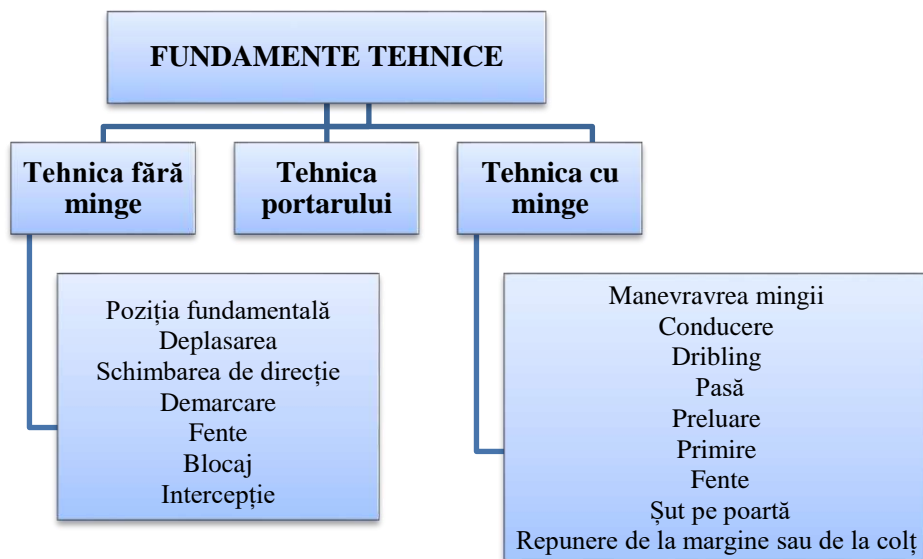 FUNDAMENTE TEHNICE
Tehnica fără
minge
Tehnica
portarului
Tehnica cu
minge
Poziția fundamentală
Deplasarea
Schimbarea de direcție
Demarcare
Fente
Blocaj
Intercepție
Manevravrea mingii
Conducere
Dribling
Pasă
Preluare
Primire
Fente
Șut pe poartă
Repunere de la margine sau de la colț